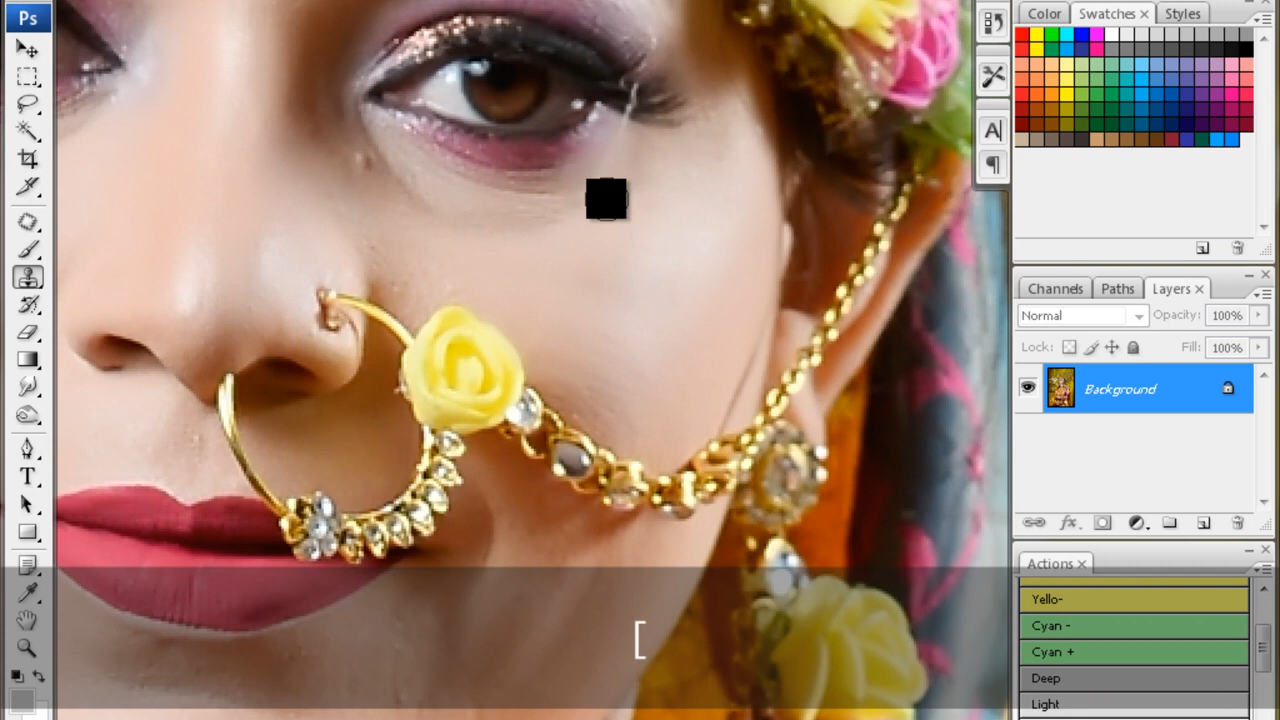 Ps
Color
Swatches ×
Styles
A
¶
T
Channels
Paths
Layers ×
Normal
Opacity: 100%
Lock:
Fill: 100%
Background
fx.
Actions ×
Yello-
Cyan -
Cyan +
Deep
Light
[